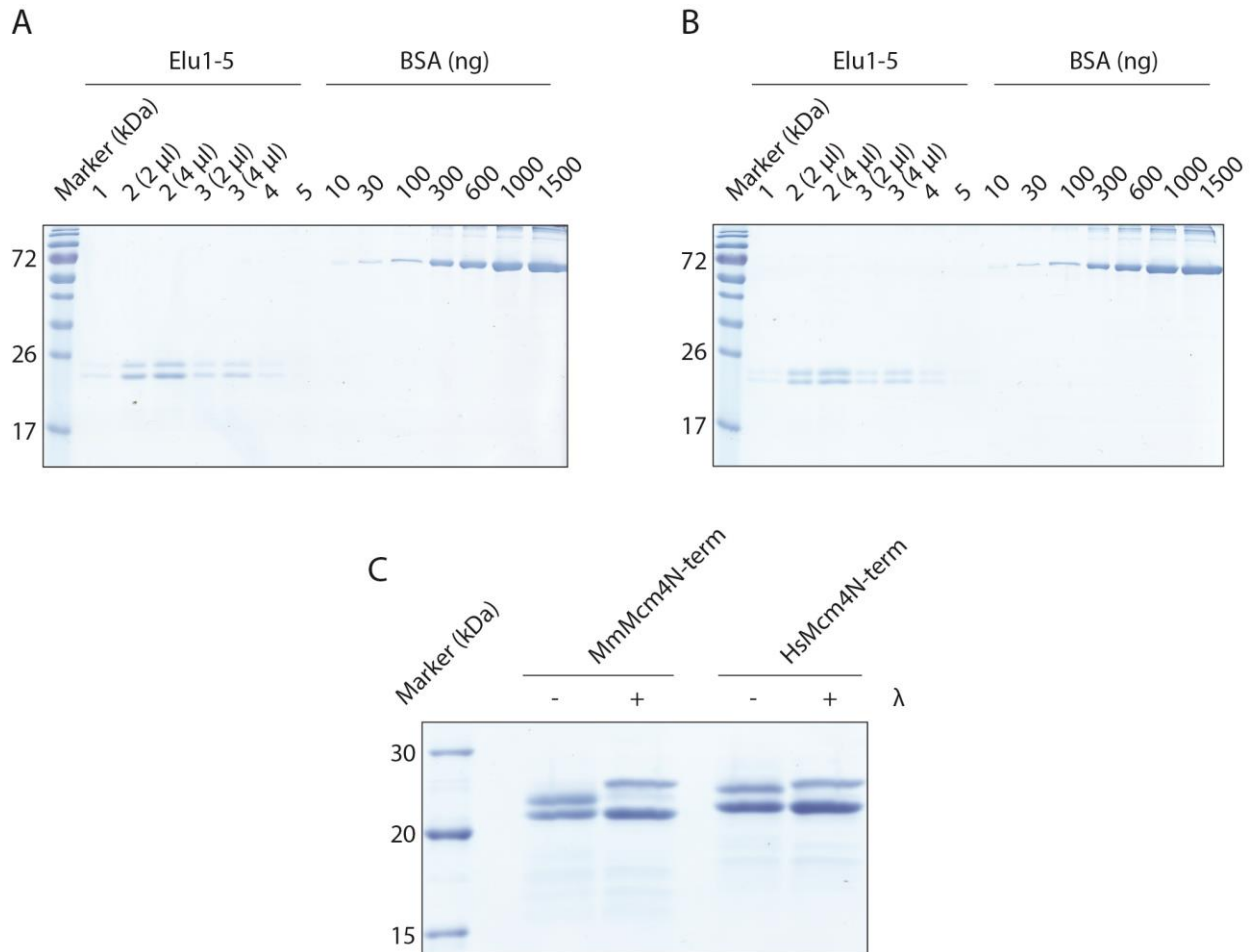 A
Elu1-5
BSA (ng)
Marker (kDa)
1
2 (2 µl)
2 (4 µl)
3 (2 µl)
3 (4 µl)
4
5
10
30
100
300
600
1000
1500
72
26
17
B
Elu1-5
BSA (ng)
Marker (kDa)
1
2 (2 µl)
2 (4 µl)
3 (2 µl)
3 (4 µl)
4
5
10
30
100
300
600
1000
1500
72
26
17
C
Marker (kDa)
MmMcm4N-term
HsMcm4N-term
- + - + λ
30
20
15